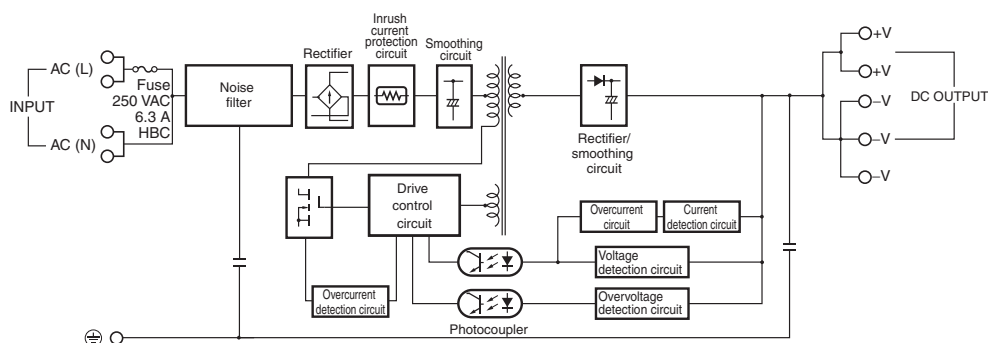 INPUT
AC (L)
AC (N)
Fuse
250 VAC
6.3 A
HBC
Noise
filter
Rectifier
Inrush
current
protection
circuit
Smoothing
circuit
Rectifier/
smoothing
circuit
+V
+V
−V
−V
−V
DC OUTPUT
Drive
control
circuit
Overcurrent
detection circuit
Overcurrent
circuit
Current
detection circuit
Voltage
detection circuit
Overvoltage
detection circuit
Photocoupler